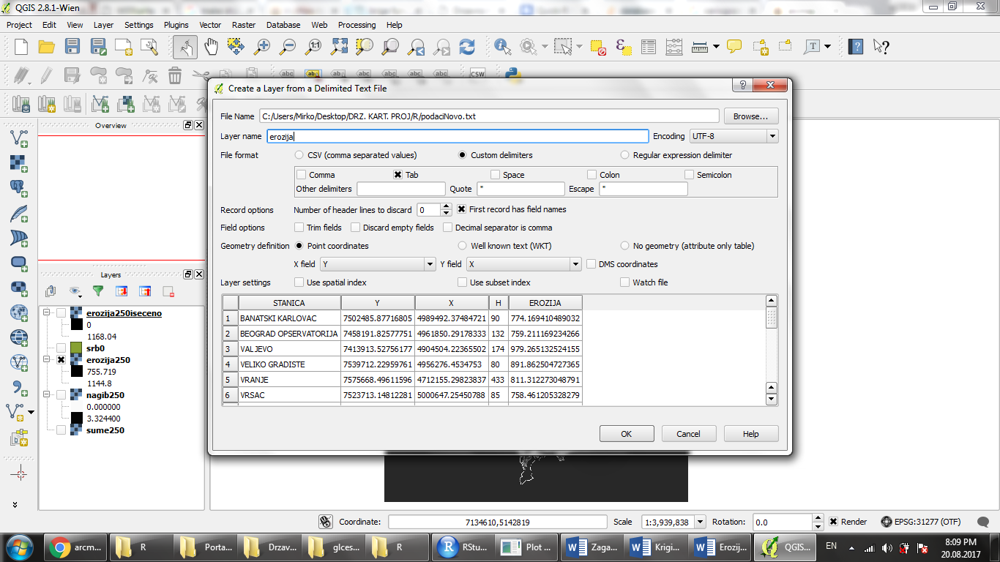 QGIS 2.8.1-Wien
Project Edit View Layer Settings Plugins Vector Raster Database Web Processing Help
abc ab abc abc abc abc CSW
Create a Layer from a Delimited Text File
File Name C:/Users/Mirko/Desktop/DRZ. KART. PROJ/R/podaciNovo.txt Browse...
Layer name erozija Encoding UTF-8
File format CSV (comma separated values) Custom delimiters Regular expression delimiter
Comma Tab Space Colon Semicolon
Other delimiters Quote " Escape "
Record options Number of header lines to discard 0 First record has field names
Field options Trim fields Discard empty fields Decimal separator is comma
Geometry definition Point coordinates Well known text (WKT) No geometry (attribute only table)
X field Y Y field X DMS coordinates
Layer settings Use spatial index Use subset index Watch file
STANICA Y X H EROZIJA
1 BANATSKI KARLOVAC 7502485.87716805 4989492.37484721 90 774.169410489032
2 BEOGRAD OPSERVATORIJA 7458191.82577751 4961850.29178333 132 759.211169234266
3 VALJEVO 7413913.52756177 4904504.22365502 174 979.265132524155
4 VELIKO GRADISTE 7539712.22959761 4956276.4534753 80 891.862504727365
5 VRANJE 7575668.49611596 4712155.29823837 433 811.312273048791
6 VRSAC 7523713.14812281 5000647.25450788 85 758.461205328279
OK Cancel Help
Overview
Layers
erozija250iseceno
0
1168.04
srb0
erozija250
755.719
1144.8
nagib250
0.000000
3.324400
sume250
Coordinate: 7134610,5142819 Scale 1:3,939,838 Rotation: 0.0 Render EPSG:31277 (OTF)
arcm... R Porta... Drzav... glces... R RStu... Plot ... Zaga... Krigi... Erozij... QGIS... EN 8:09 PM
20.08.2017